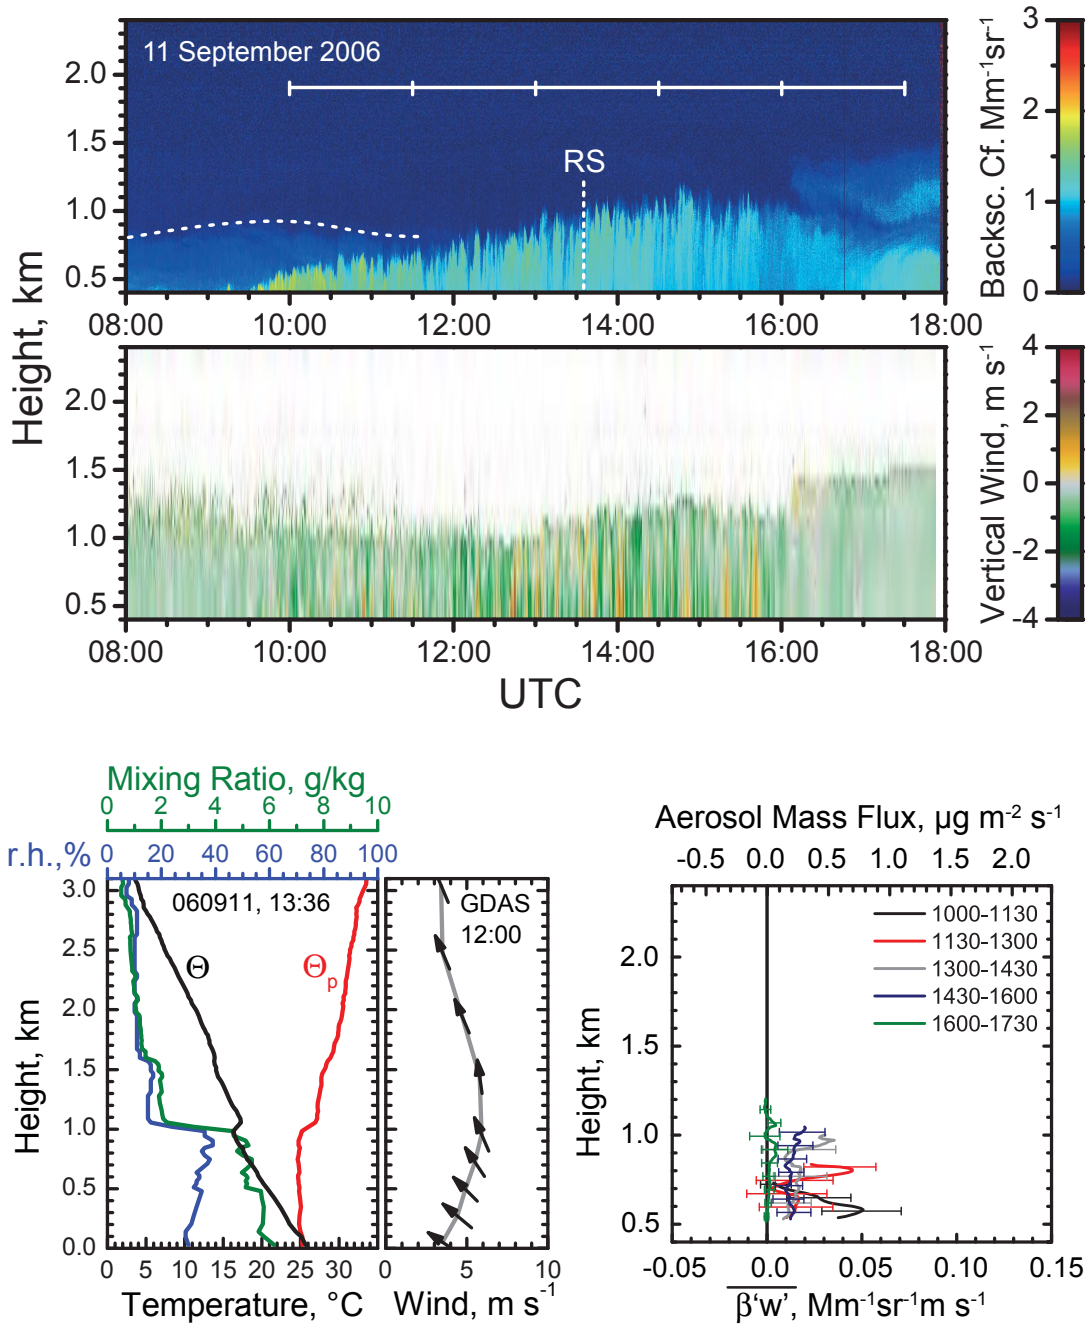 11 September 2006
RS
Height, km
2.0
1.5
1.0
0.5
08:00 10:00 12:00 14:00 16:00 18:00
Backsc. Cf. Mm⁻¹sr⁻¹
3
2
1
0
2.0
1.5
1.0
0.5
08:00 10:00 12:00 14:00 16:00 18:00
UTC
Vertical Wind, m s⁻¹
4
2
0
-2
-4
Mixing Ratio, g/kg
0 2 4 6 8 10
r.h.,% 0 20 40 60 80 100
060911, 13:36
Θ
Θp
Height, km
3.0
2.5
2.0
1.5
1.0
0.5
0.0
0 5 10 15 20 25 30 35
Temperature, °C
GDAS
12:00
0 5 10
Wind, m s⁻¹
Aerosol Mass Flux, µg m⁻² s⁻¹
-0.5 0.0 0.5 1.0 1.5 2.0
1000-1130
1130-1300
1300-1430
1430-1600
1600-1730
Height, km
2.0
1.5
1.0
0.5
-0.05 0.0 0.05 0.10 0.15
β‘w’, Mm⁻¹sr⁻¹m s⁻¹